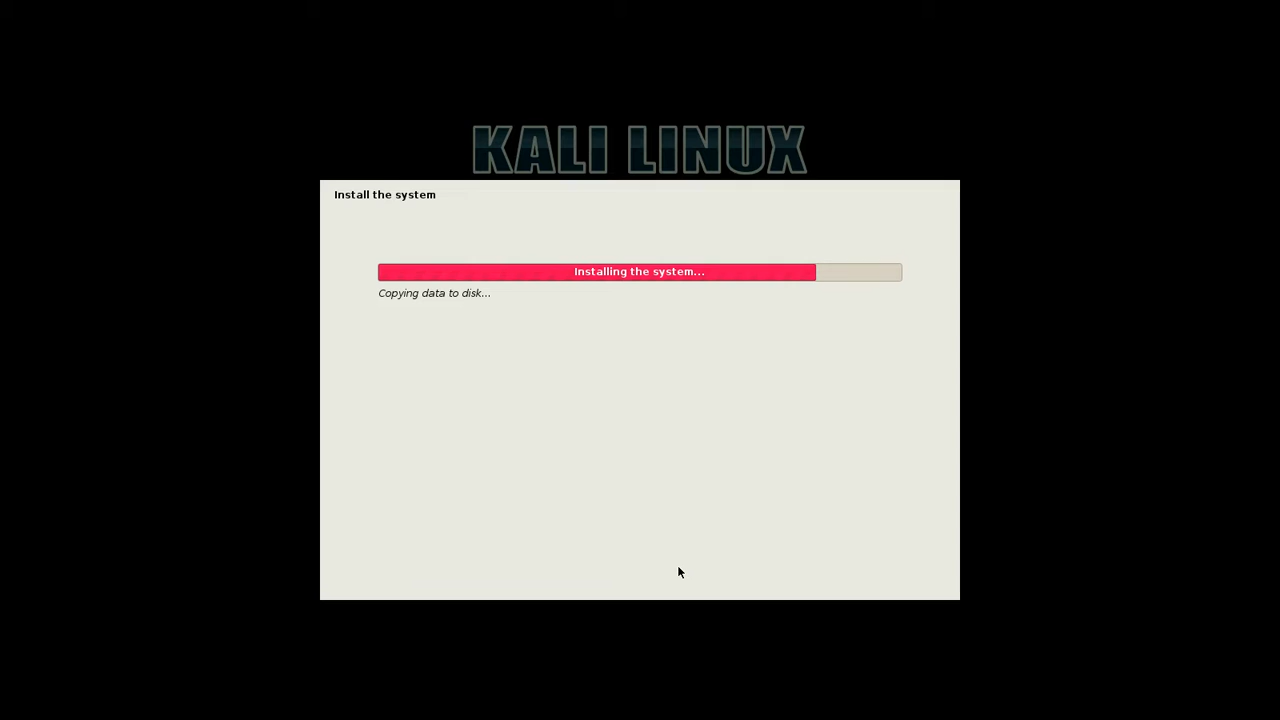 KALI LINUX
Install the system
Installing the system...
Copying data to disk...